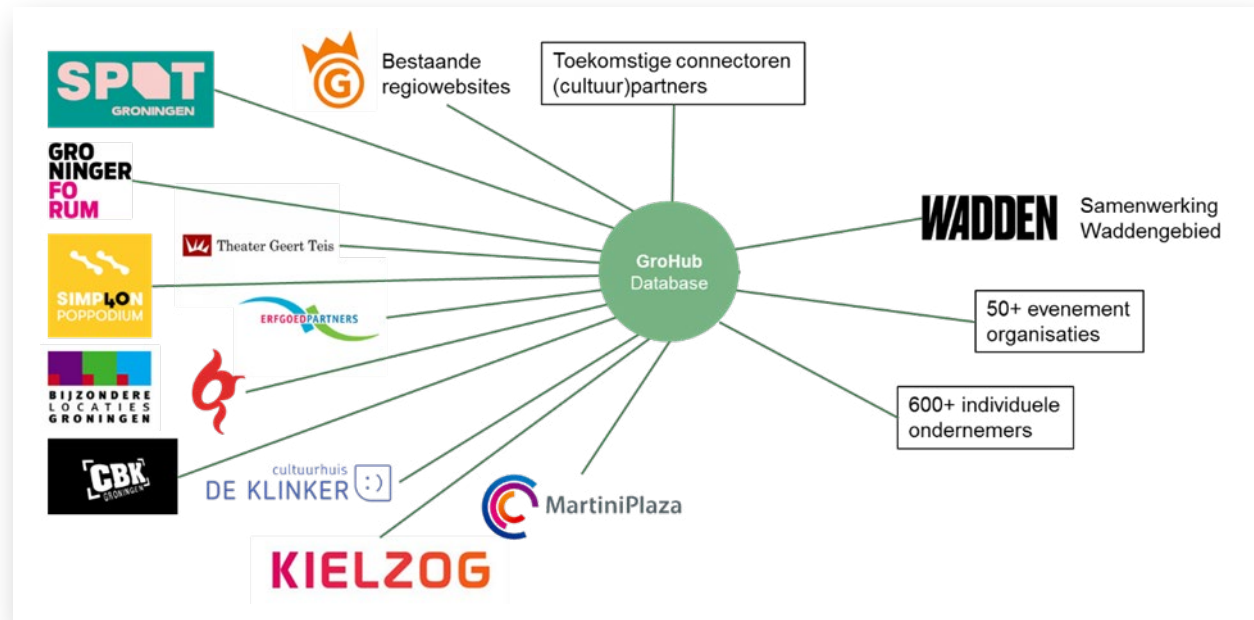 SPOT
GRONINGEN
G
Bestaande
regiowebsites
Toekomstige connectoren
(cultuur)partners
GRO
NINGER
FO
RUM
Theater Geert Teis
WADDEN
Samenwerking
Waddengebied
GroHub
Database
SIMPLON
POPPODIUM
ERFGOEDPARTNERS
50+ evenement
organisaties
BIJZONDERE
LOCATIES
GRONINGEN
600+ individuele
ondernemers
CBK
GRONINGEN
cultuurhuis
DE KLINKER :)
MartiniPlaza
KIELZOG